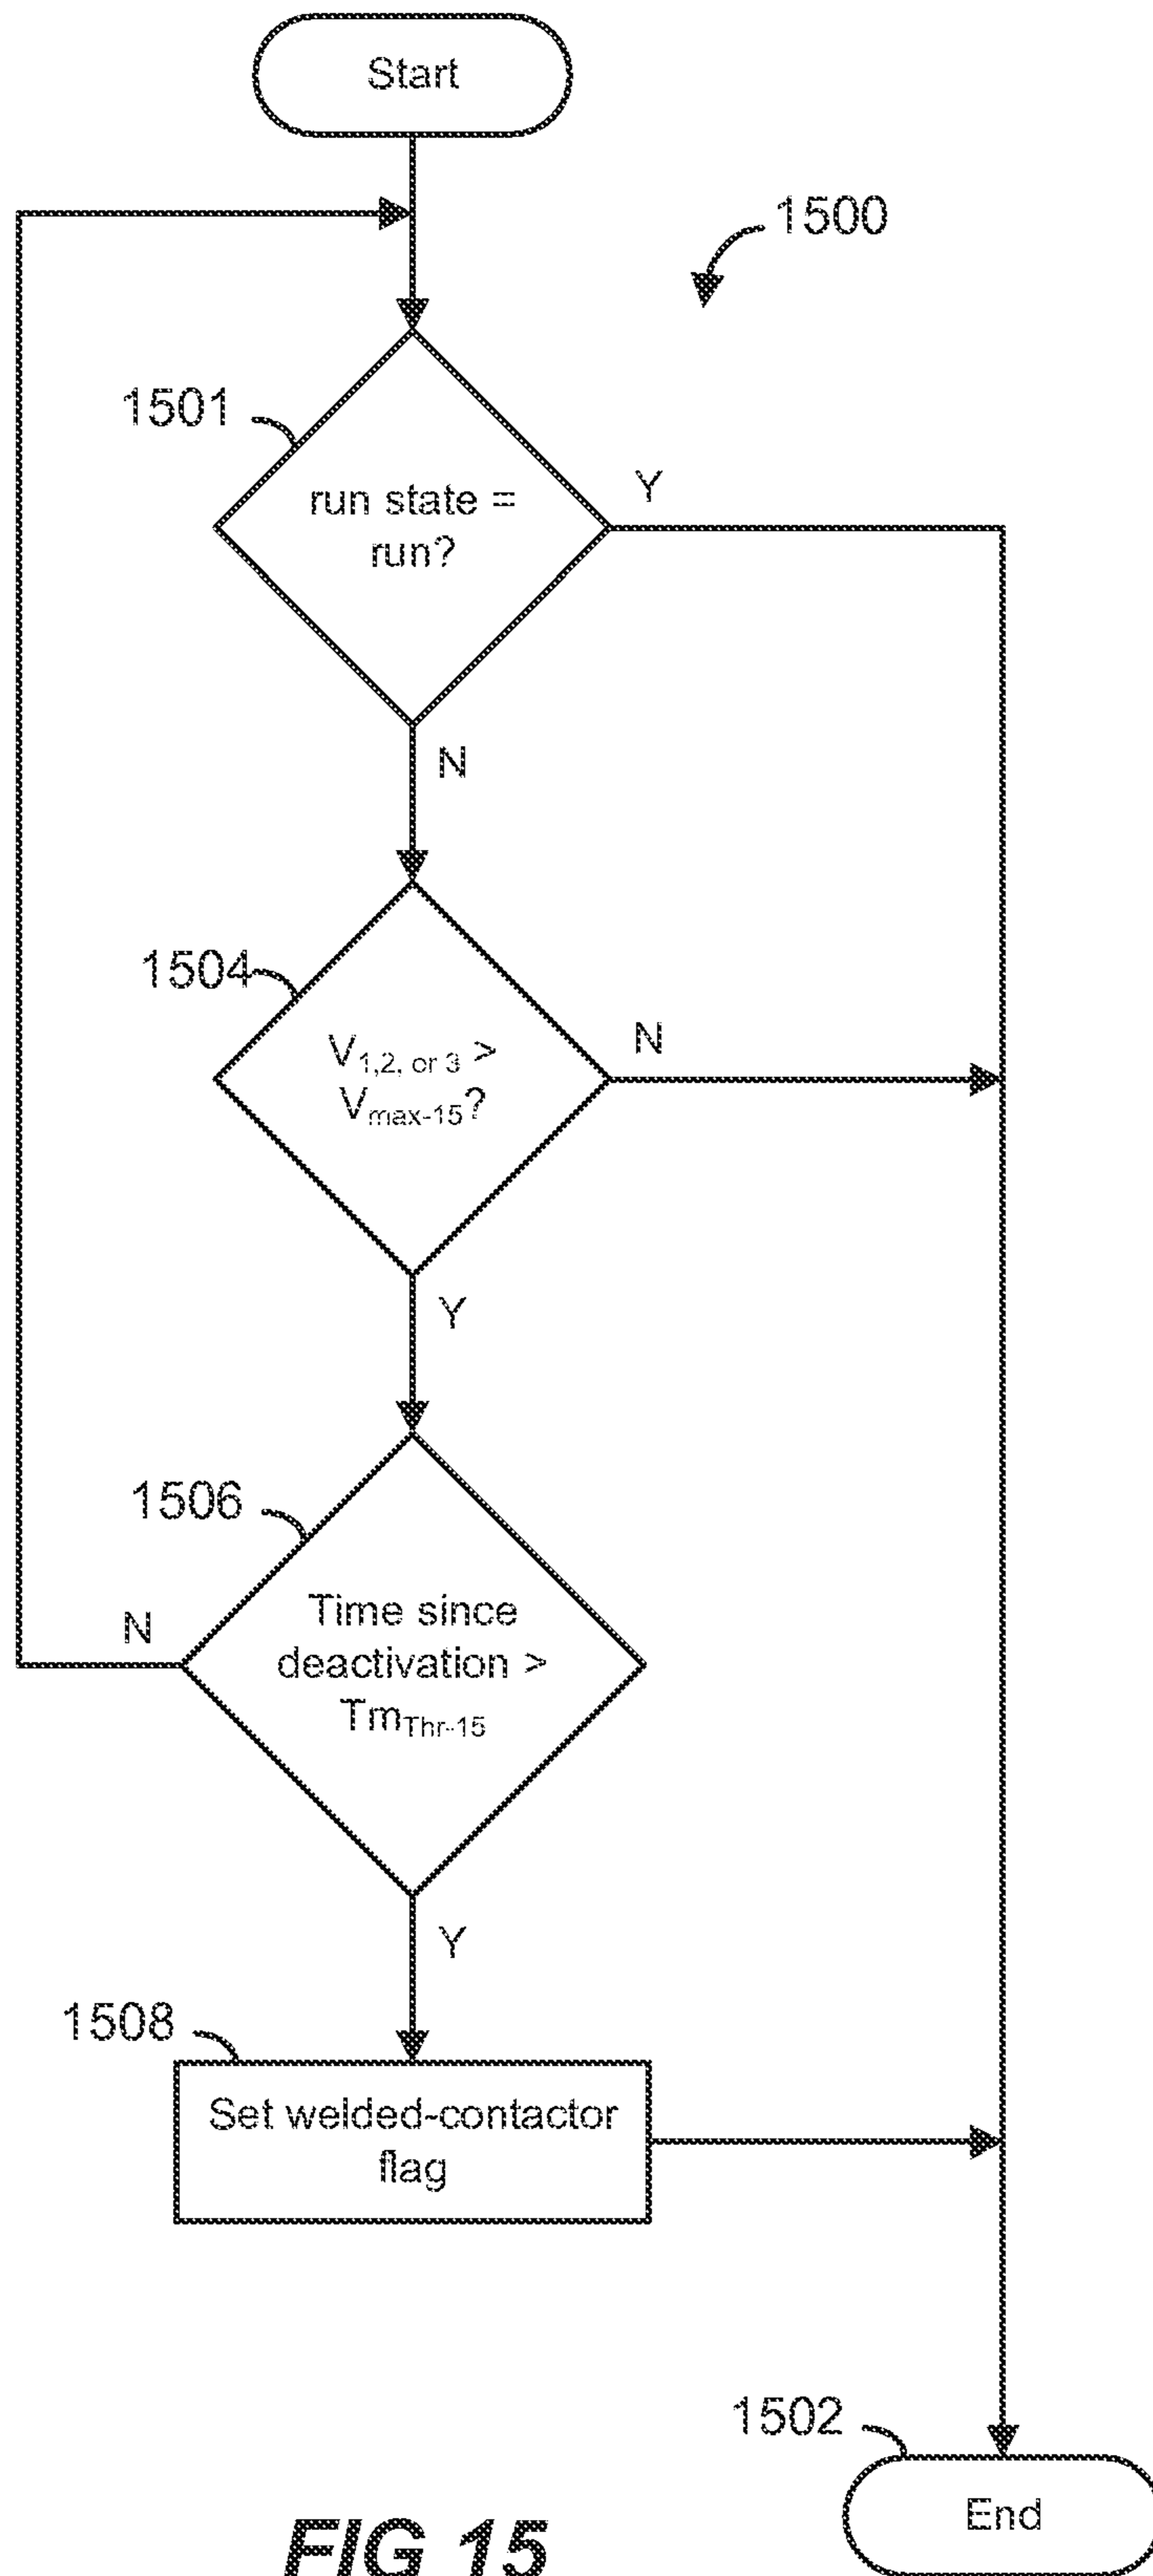 Start
1500
1501
run state =
run?
Y
N
1504
V1,2, or 3 >
Vmax-15?
N
Y
1506
Time since
deactivation >
TmThr-15
N
Y
1508
Set welded-contactor
flag
1502
End
FIG 15